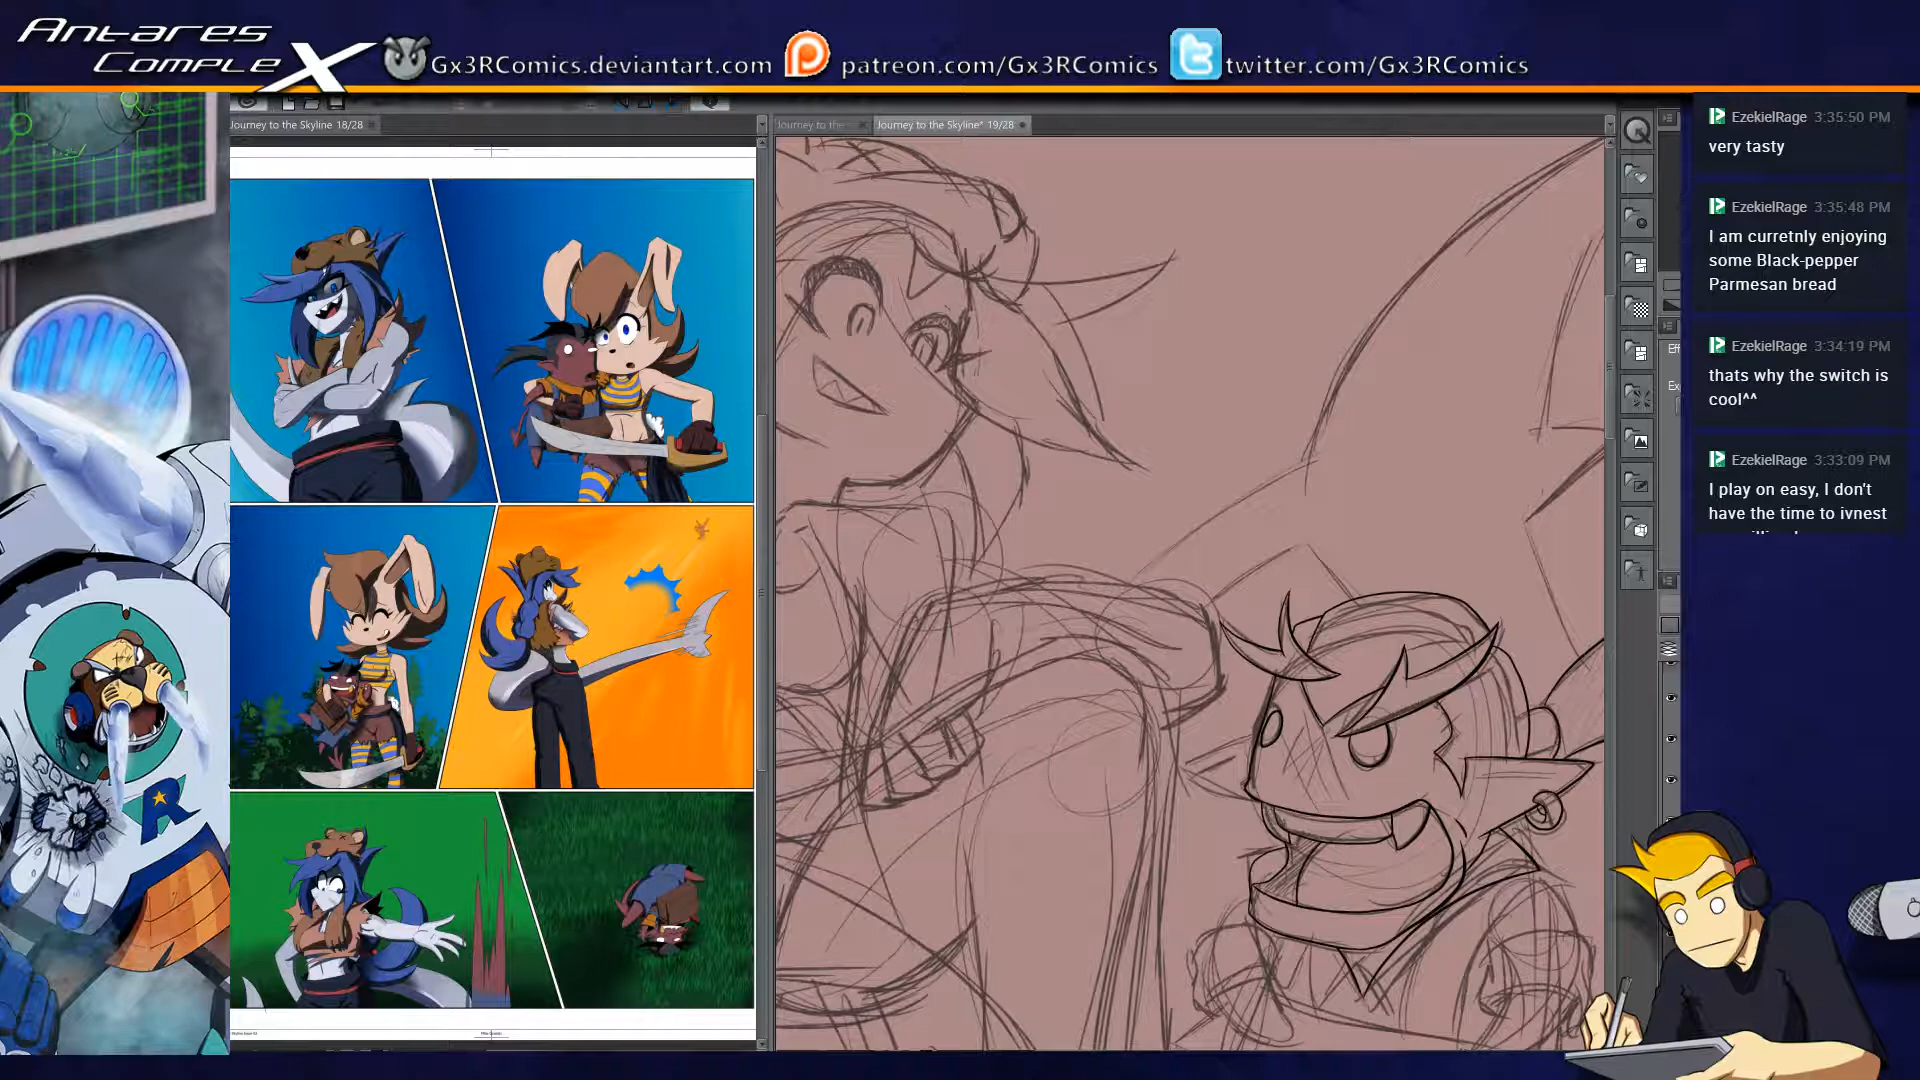 Antares
Complex
Gx3RComics.deviantart.com
patreon.com/Gx3RComics
twitter.com/Gx3RComics
Journey to the Skyline 18/28
Journey to the
Journey to the Skyline* 19/28
EzekielRage 3:35:50 PM
very tasty
EzekielRage 3:35:48 PM
I am curretnly enjoying
some Black-pepper
Parmesan bread
EzekielRage 3:34:19 PM
thats why the switch is
cool^^
EzekielRage 3:33:09 PM
I play on easy, I don't
have the time to ivnest
R